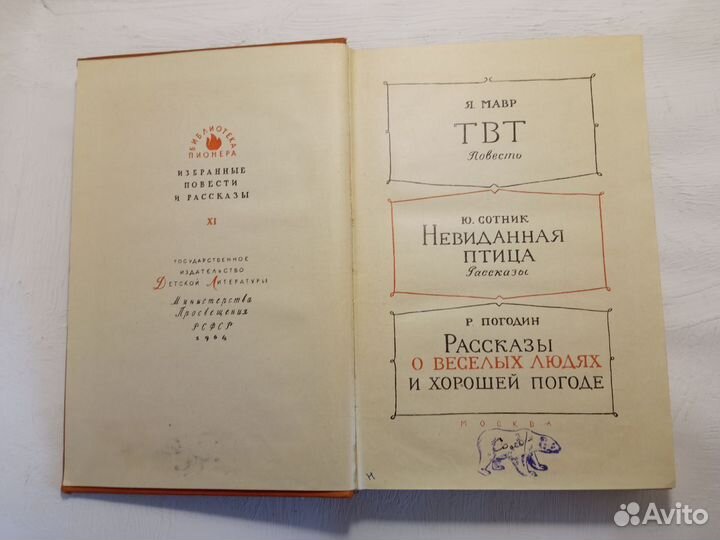 БИБЛИОТЕКА
ПИОНЕРА
ИЗБРАННЫЕ
ПОВЕСТИ
И РАССКАЗЫ
XI
ГОСУДАРСТВЕННОЕ
ИЗДАТЕЛЬСТВО
Детской Литературы
Министерства
Просвещения
РСФСР
1964
Я. МАВР
ТВТ
Повесть
Ю. СОТНИК
НЕВИДАННАЯ
ПТИЦА
Рассказы
Р. ПОГОДИН
РАССКАЗЫ
О ВЕСЕЛЫХ ЛЮДЯХ
И ХОРОШЕЙ ПОГОДЕ
МОСКВА
Avito